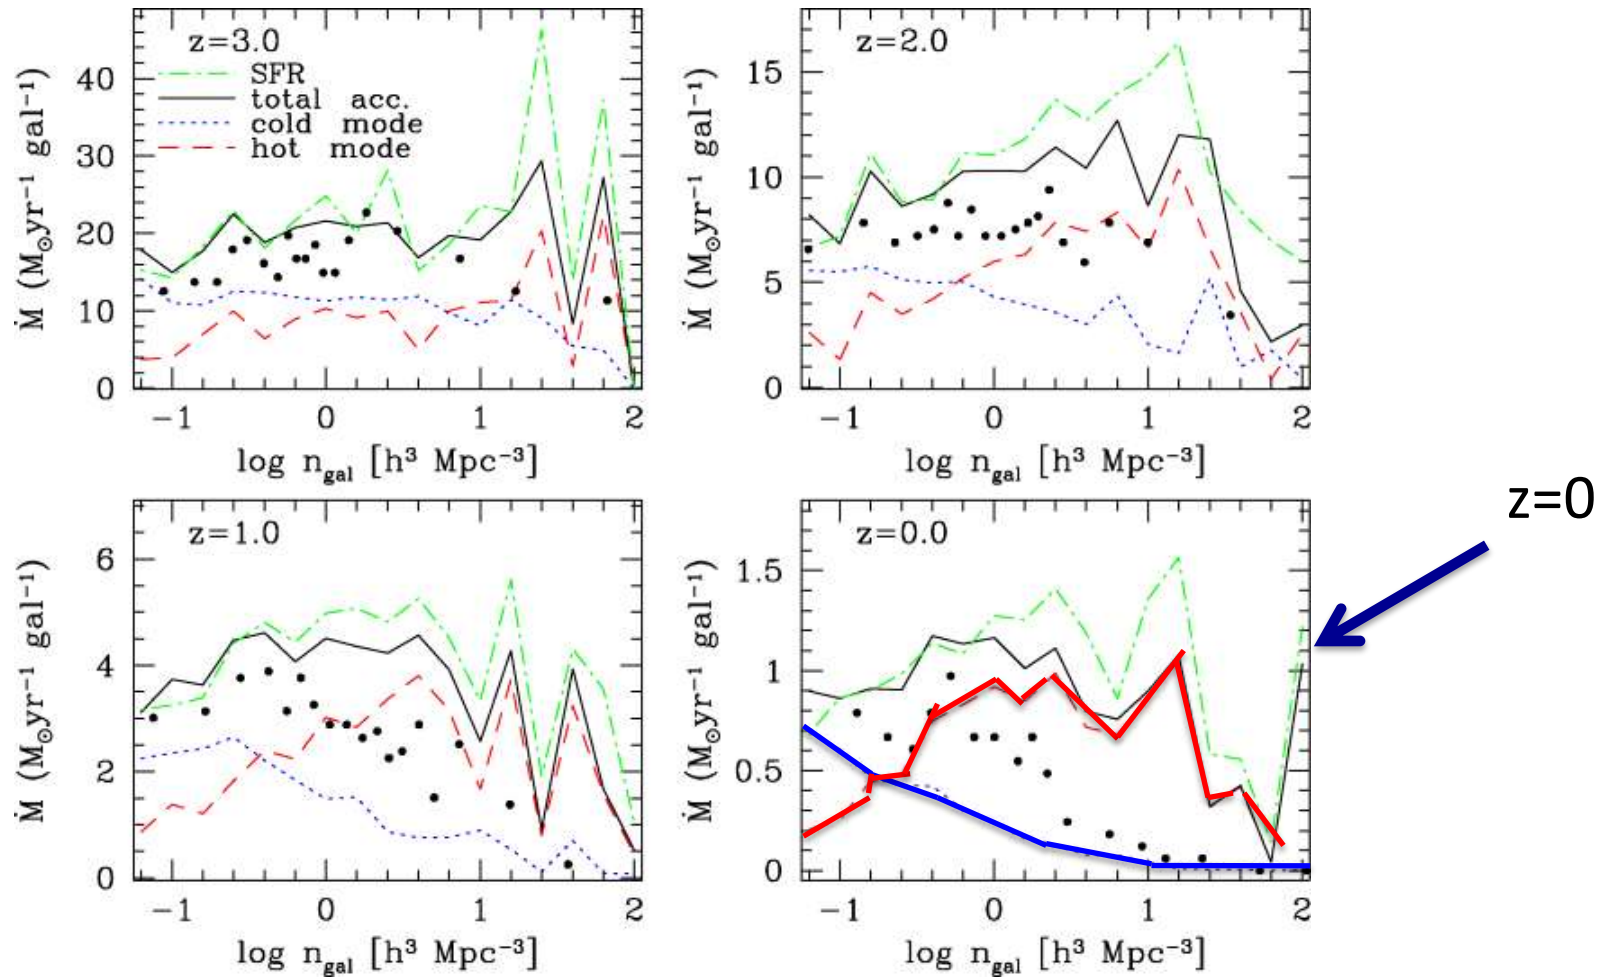 z=3.0
SFR
total acc.
cold mode
hot mode
40
30
20
10
0
−1
0
1
2
Ṁ (M☉yr⁻¹ gal⁻¹)
log n_gal [h³ Mpc⁻³]
z=2.0
15
10
5
0
−1
0
1
2
Ṁ (M☉yr⁻¹ gal⁻¹)
log n_gal [h³ Mpc⁻³]
z=1.0
6
4
2
0
−1
0
1
2
Ṁ (M☉yr⁻¹ gal⁻¹)
log n_gal [h³ Mpc⁻³]
z=0.0
1.5
1
0.5
0
−1
0
1
2
Ṁ (M☉yr⁻¹ gal⁻¹)
log n_gal [h³ Mpc⁻³]
z=0